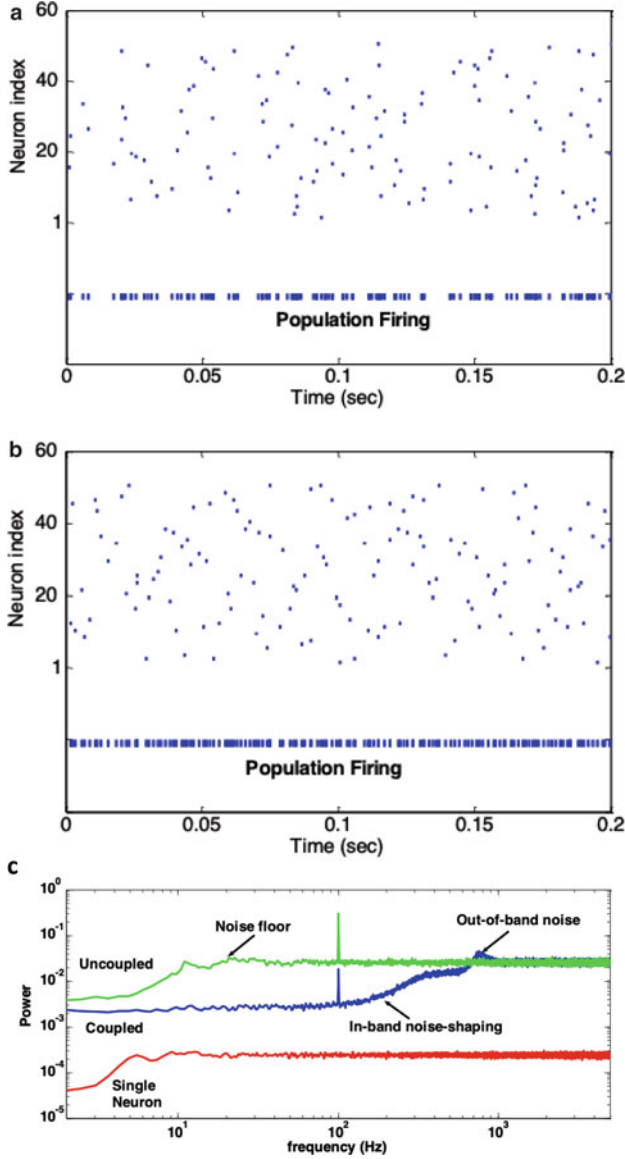 a
60
40
20
1
Neuron index
Population Firing
0 0.05 0.1 0.15 0.2
Time (sec)
b
60
40
20
1
Neuron index
Population Firing
0 0.05 0.1 0.15 0.2
Time (sec)
c
10^0
10^-1
10^-2
10^-3
10^-4
10^-5
Power
Noise floor
Out-of-band noise
Uncoupled
Coupled
In-band noise-shaping
Single
Neuron
10^1 10^2 10^3
frequency (Hz)